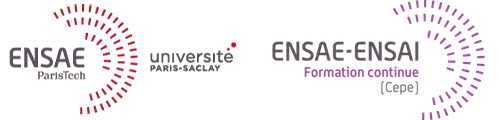 ENSAE
ParisTech
université
PARIS-SACLAY
ENSAE-ENSAI
Formation continue
(Cepe)